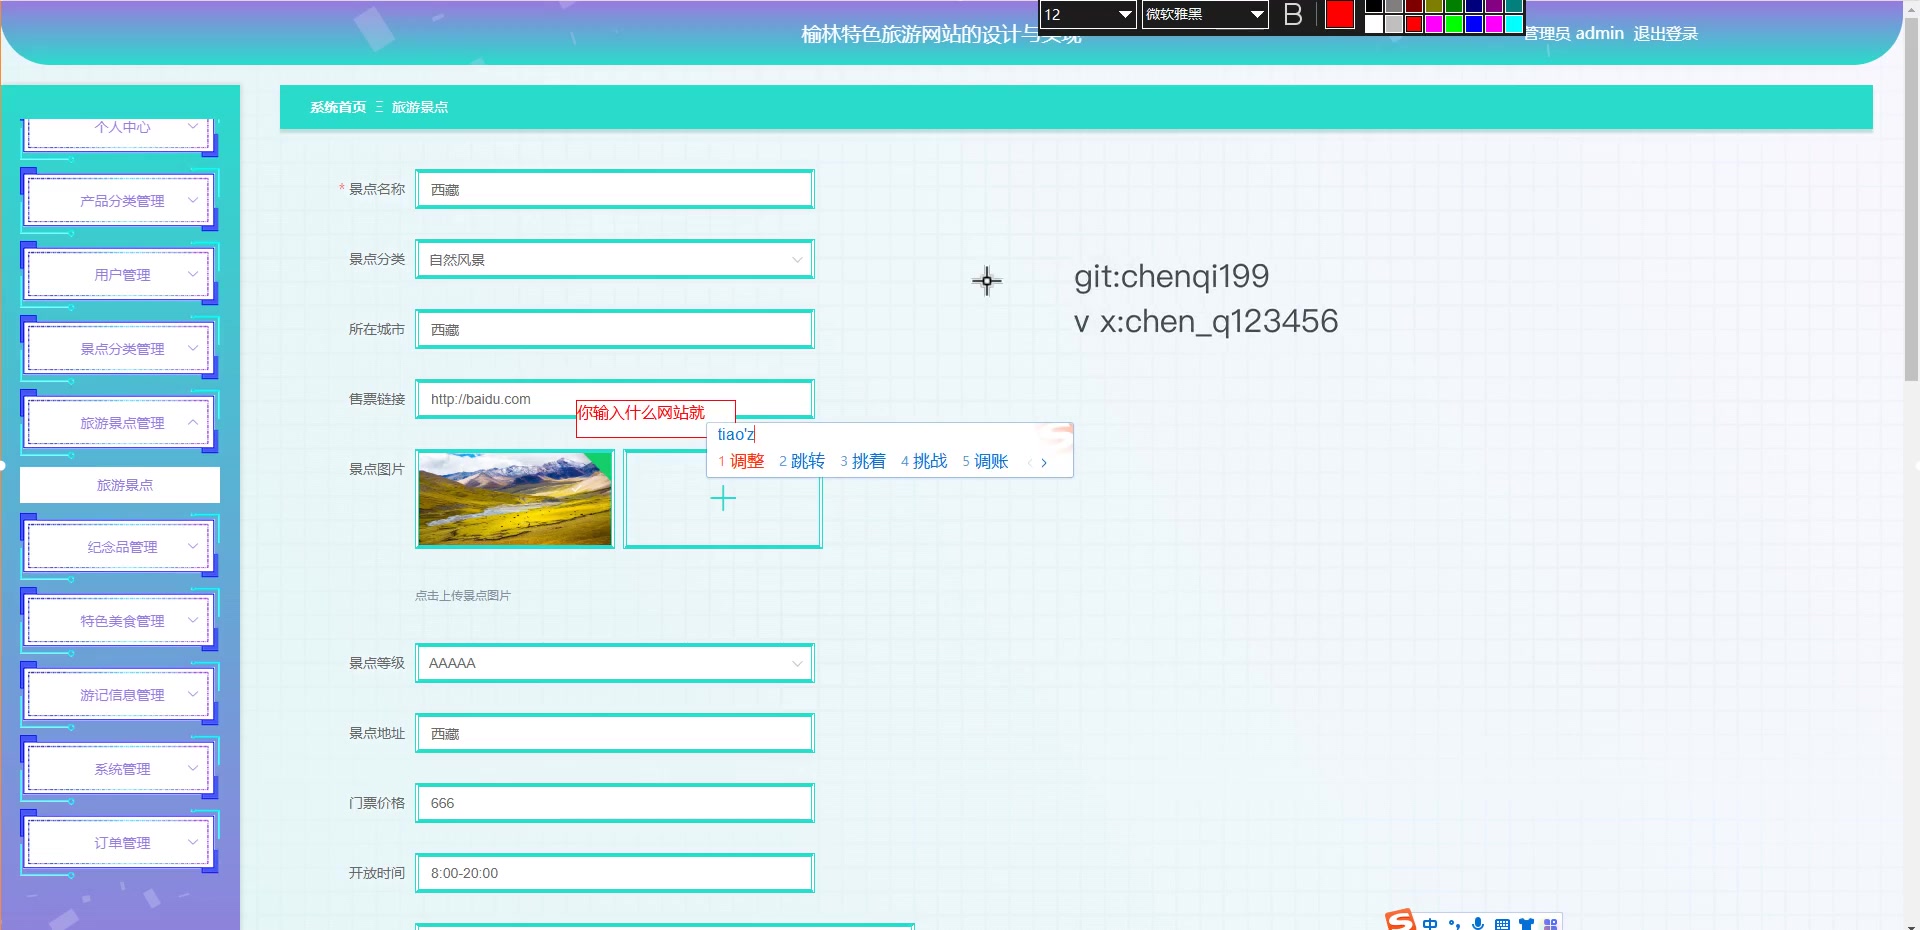 榆林特色旅游网站的设计与实现
12
微软雅黑
B
管理员 admin 退出登录
系统首页 Ξ 旅游景点
个人中心
产品分类管理
用户管理
景点分类管理
旅游景点管理
旅游景点
纪念品管理
特色美食管理
游记信息管理
系统管理
订单管理
* 景点名称 西藏
景点分类 自然风景
所在城市 西藏
售票链接 http://baidu.com
你输入什么网站就
tiao'z
1 调整 2 跳转 3 挑着 4 挑战 5 调账
景点图片
点击上传景点图片
景点等级 AAAAA
景点地址 西藏
门票价格 666
开放时间 8:00-20:00
git:chenqi199
v x:chen_q123456
中